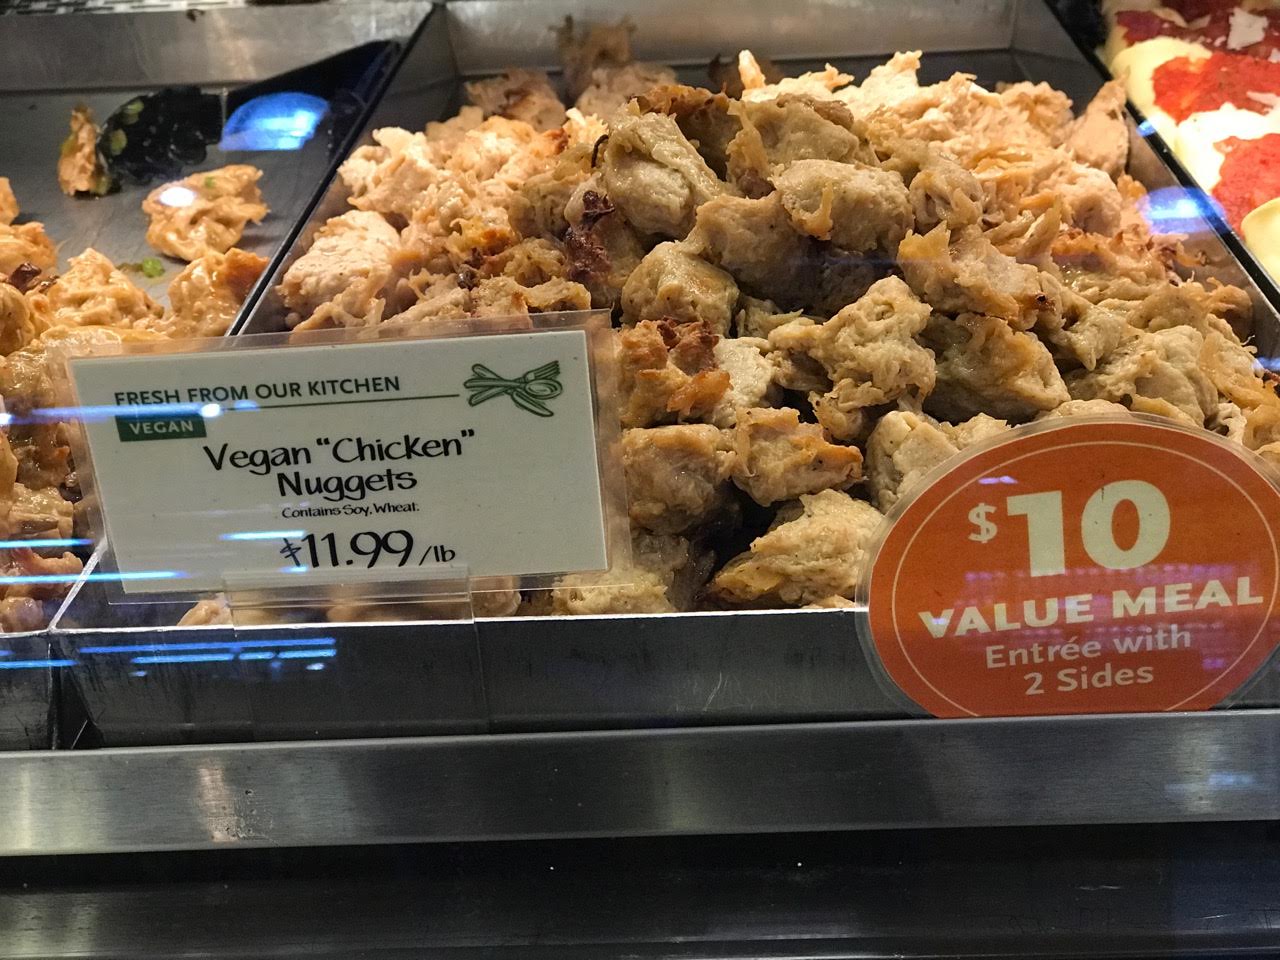 FRESH FROM OUR KITCHEN
VEGAN
Vegan "Chicken"
Nuggets
Contains Soy, Wheat.
$11.99/lb
$10
VALUE MEAL
Entrée with
2 Sides